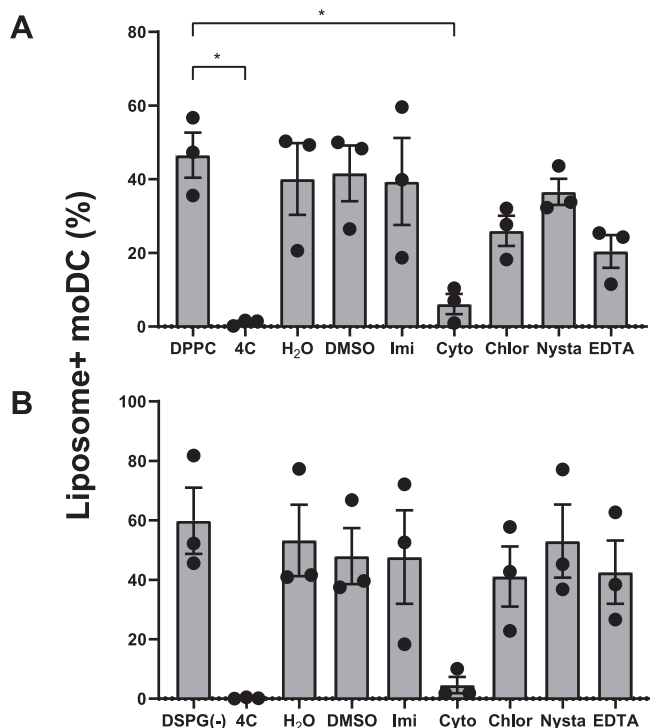 A
*
*
80
60
40
20
0
DPPC 4C H₂O DMSO Imi Cyto Chlor Nysta EDTA
Liposome+ moDC (%)
B
100
80
60
40
20
0
DSPG(-) 4C H₂O DMSO Imi Cyto Chlor Nysta EDTA